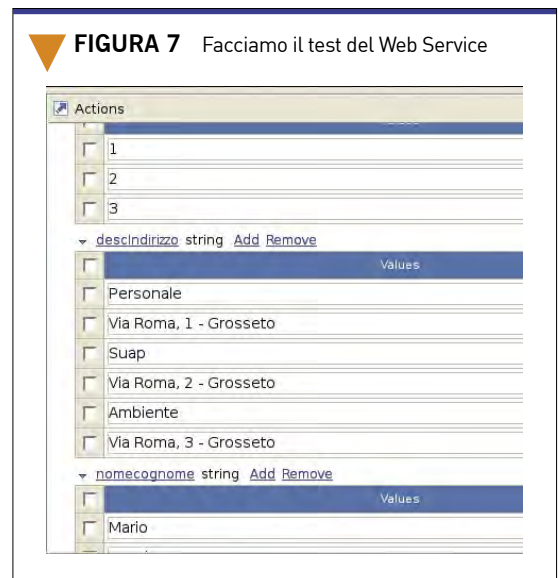 FIGURA 7 Facciamo il test del Web Service
Actions
Values
1
2
3
descIndirizzo string Add Remove
Values
Personale
Via Roma, 1 - Grosseto
Suap
Via Roma, 2 - Grosseto
Ambiente
Via Roma, 3 - Grosseto
nomecognome string Add Remove
Values
Mario